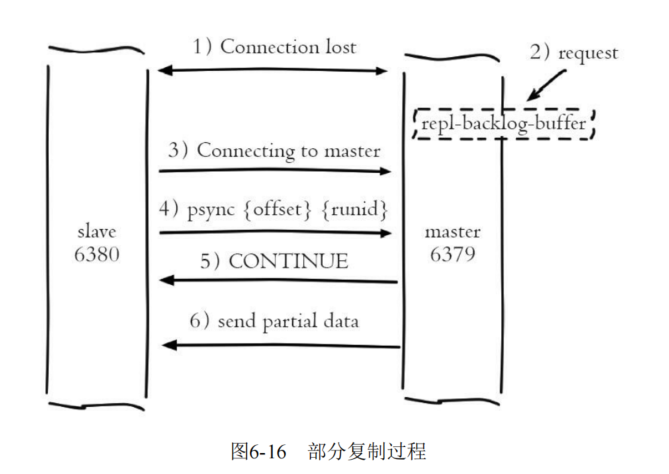 1) Connection lost
2) request
repl-backlog-buffer
3) Connecting to master
4) psync {offset} {runid}
slave
6380
master
6379
5) CONTINUE
6) send partial data
图6-16 部分复制过程